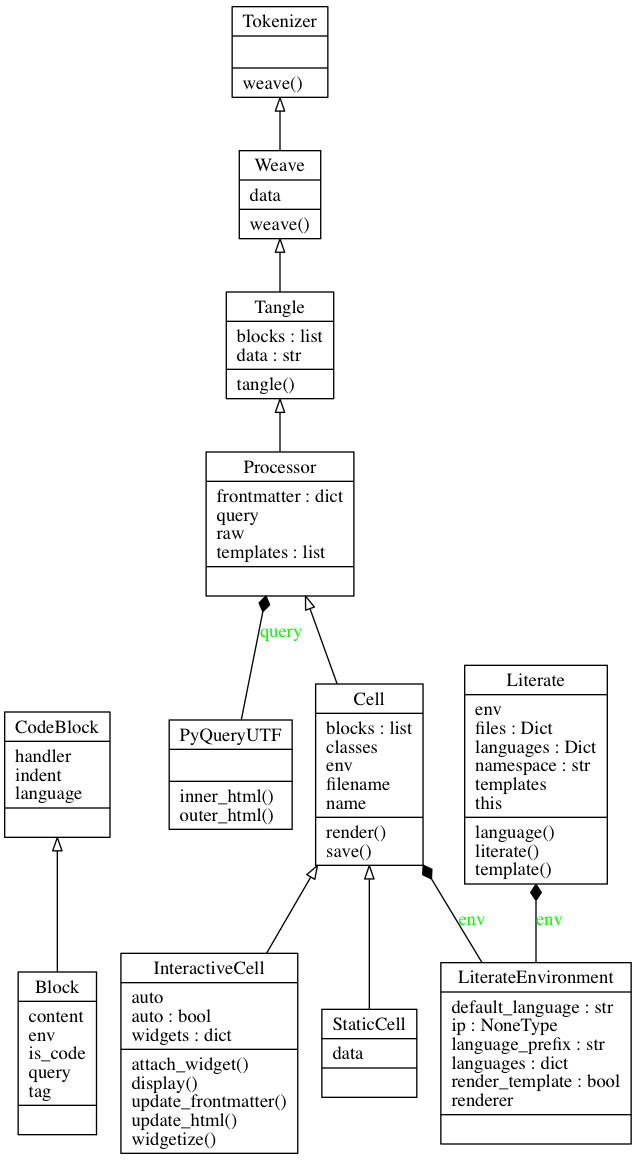 Tokenizer
weave()
Weave
data
weave()
Tangle
blocks : list
data : str
tangle()
Processor
frontmatter : dict
query
raw
templates : list
query
PyQueryUTF
inner_html()
outer_html()
Cell
blocks : list
classes
env
filename
name
render()
save()
Literate
env
files : Dict
languages : Dict
namespace : str
templates
this
language()
literate()
template()
CodeBlock
handler
indent
language
env
env
Block
content
env
is_code
query
tag
InteractiveCell
auto
auto : bool
widgets : dict
attach_widget()
display()
update_frontmatter()
update_html()
widgetize()
StaticCell
data
LiterateEnvironment
default_language : str
ip : NoneType
language_prefix : str
languages : dict
render_template : bool
renderer